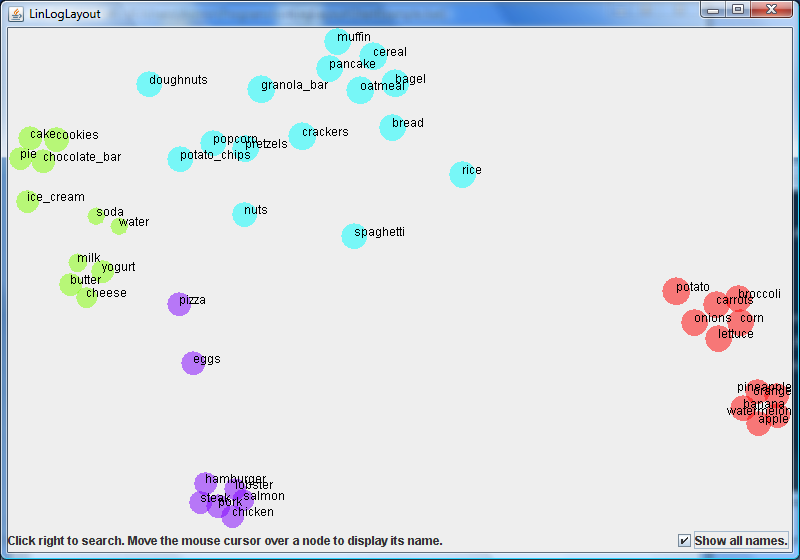 LinLogLayout
muffin
cereal
pancake
doughnuts
granola_bar
oatmeal
bagel
bread
cake
cookies
popcorn
crackers
pretzels
pie
chocolate_bar
potato_chips
rice
ice_cream
soda
nuts
water
spaghetti
milk
yogurt
butter
cheese
pizza
potato
broccoli
carrots
onions
corn
lettuce
eggs
pineapple
orange
banana
watermelon
apple
hamburger
lobster
steak
salmon
pork
chicken
Click right to search. Move the mouse cursor over a node to display its name.
Show all names.